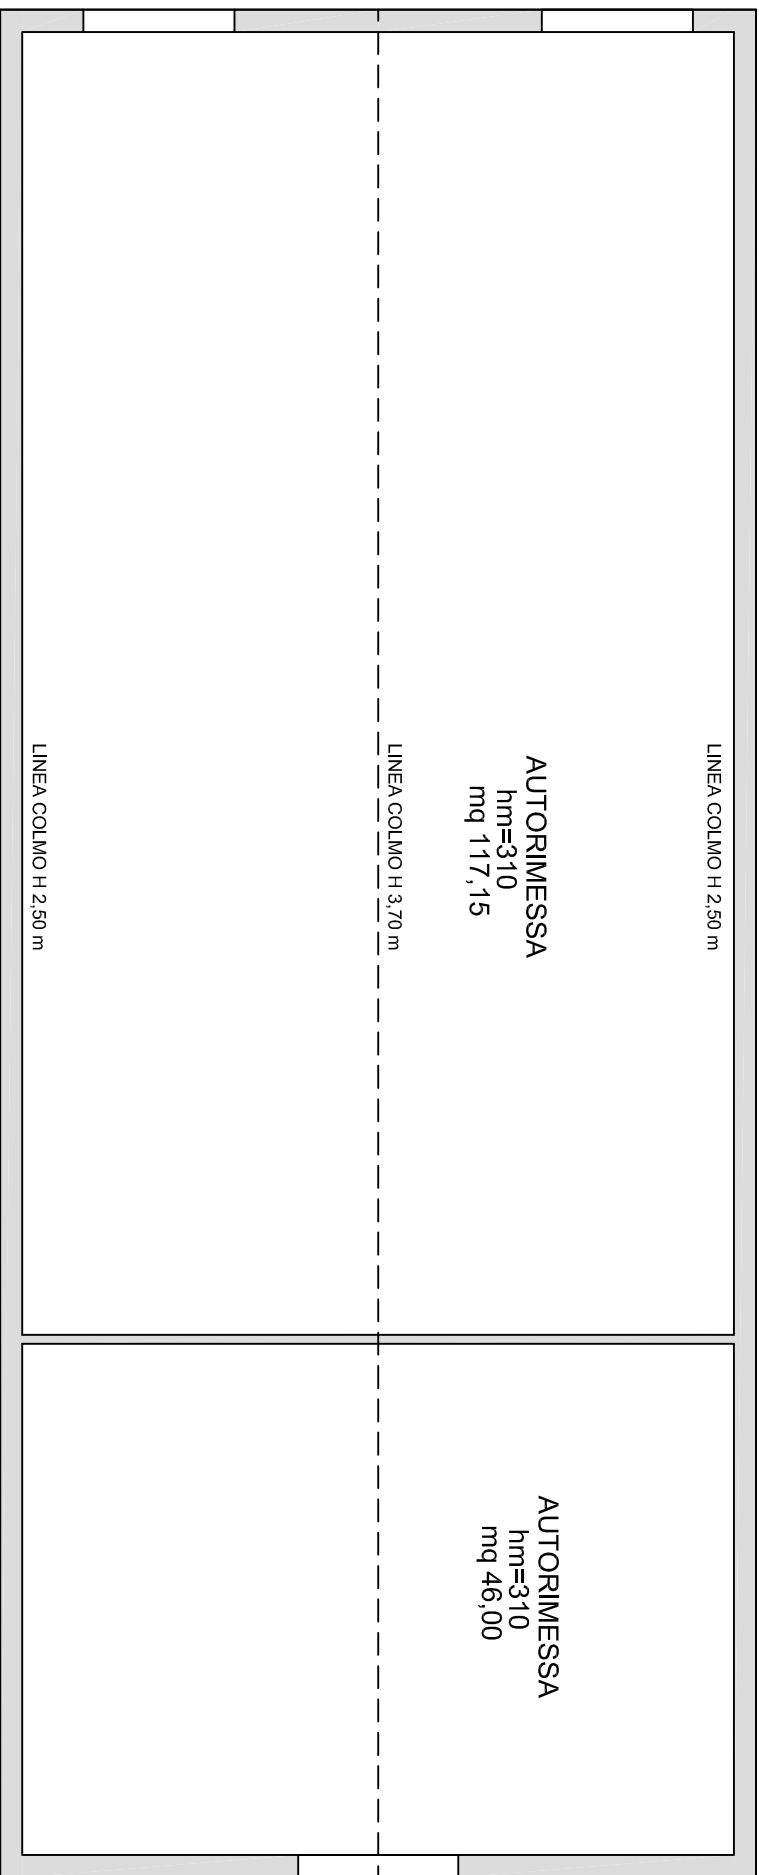 LINEA COLMO H 2,50 m
AUTORIMESSA
hm=310
mq 117,15
LINEA COLMO H 3,70 m
LINEA COLMO H 2,50 m
AUTORIMESSA
hm=310
mq 46,00